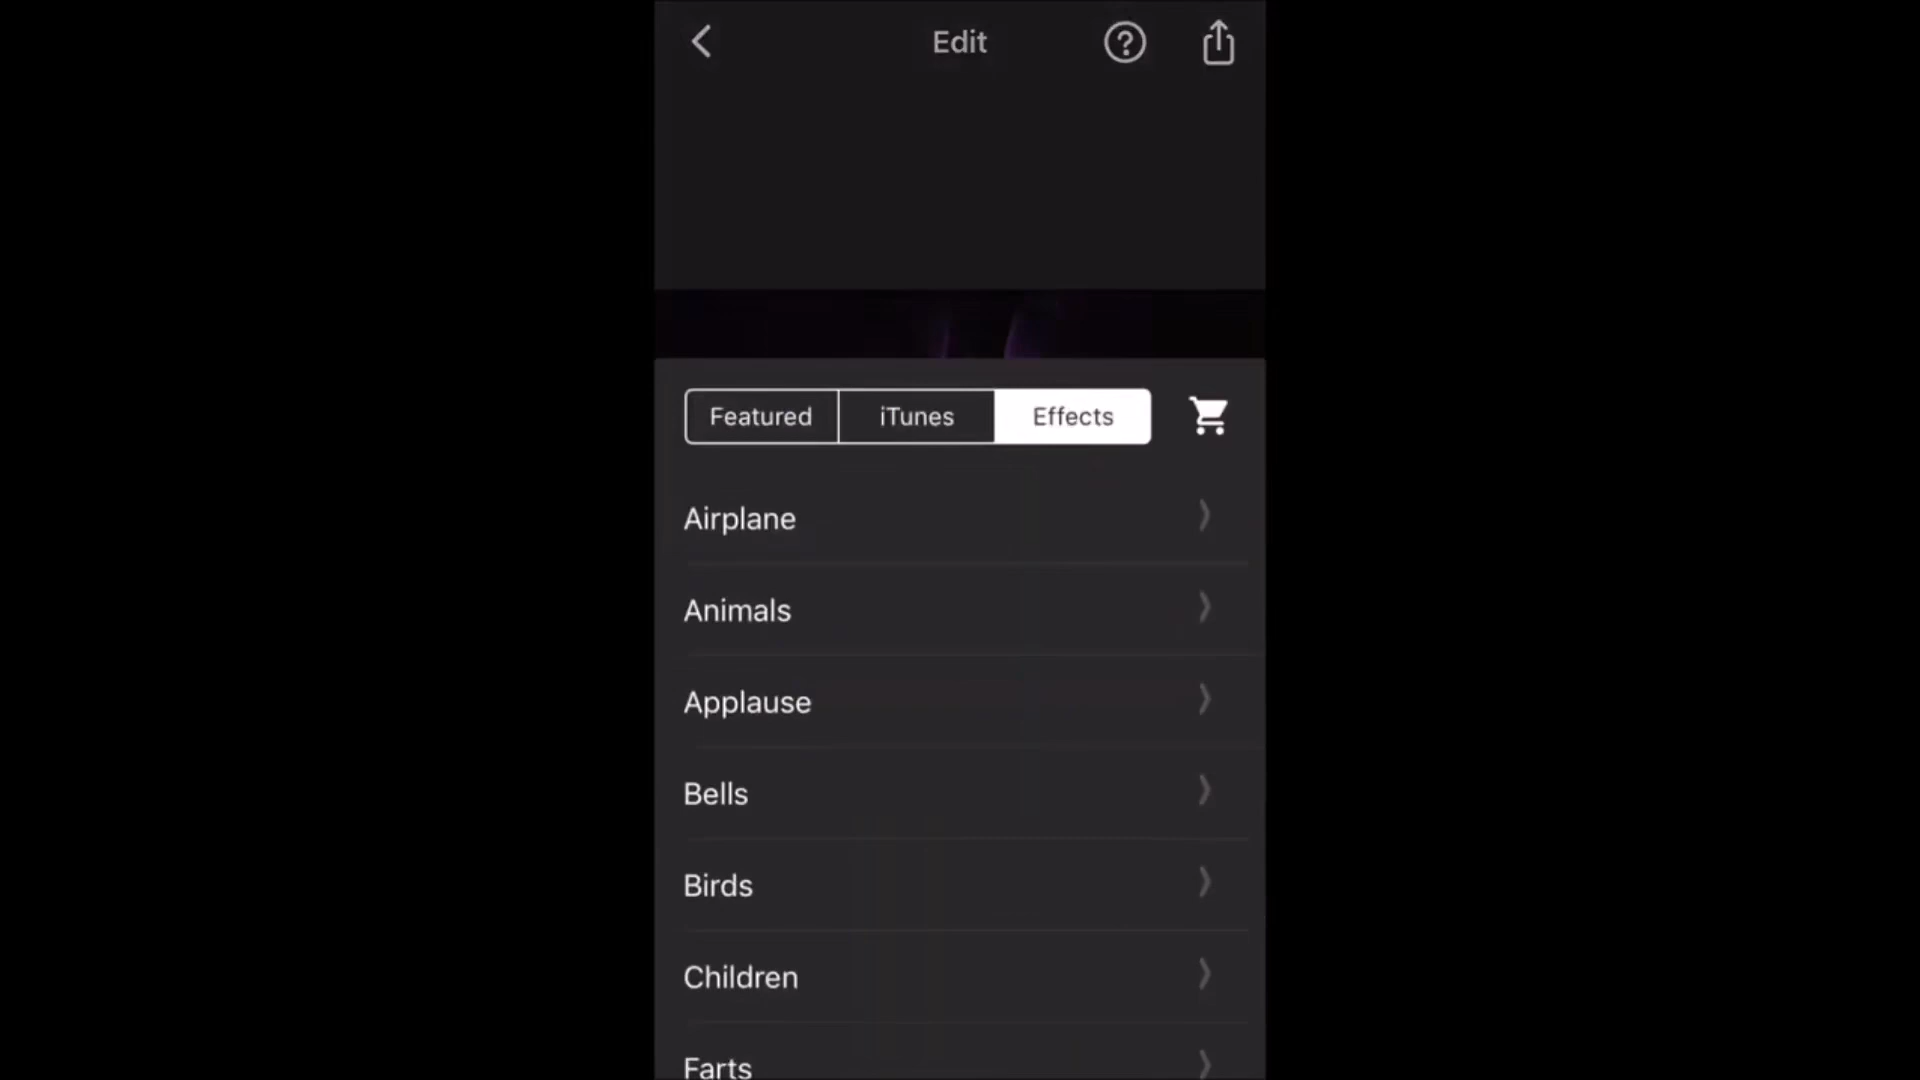 Edit
Featured iTunes Effects
Airplane
Animals
Applause
Bells
Birds
Children
Farts